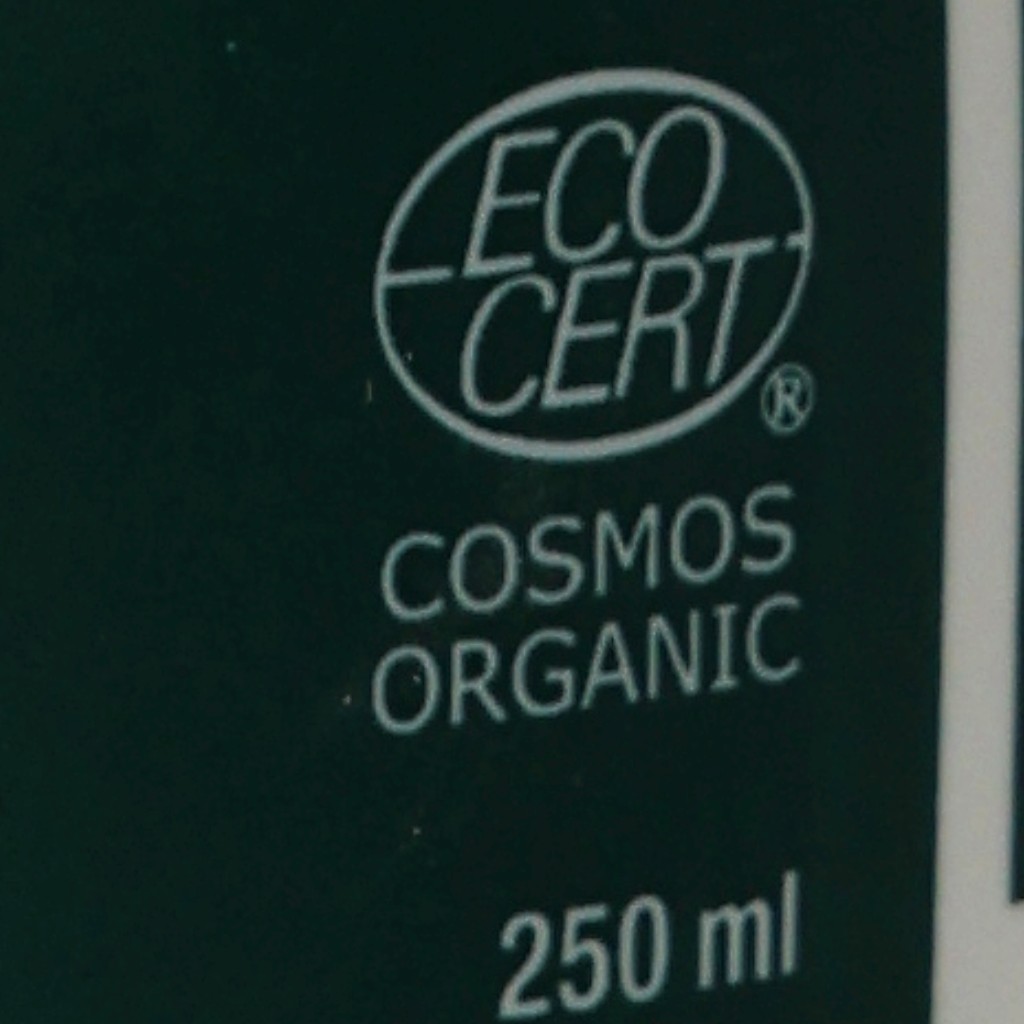 ECO
CERT
®
COSMOS
ORGANIC
250 ml